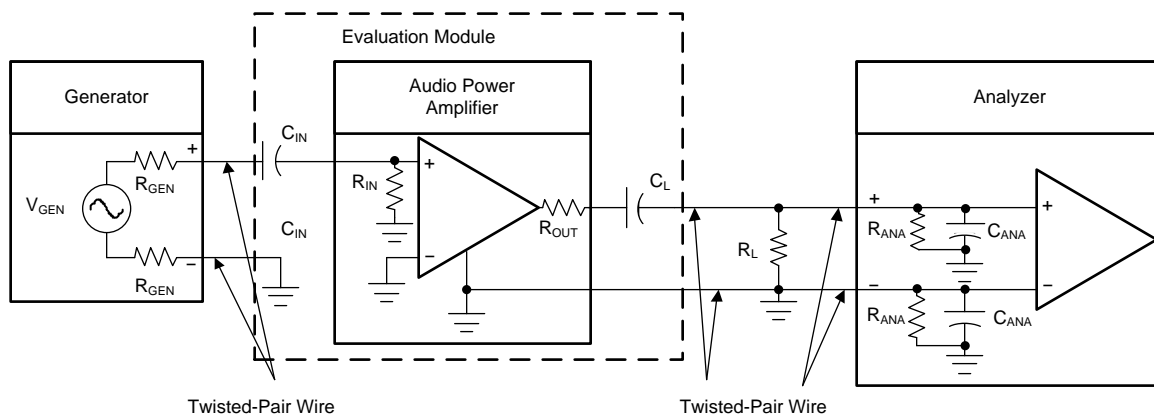 Evaluation Module
Generator
Audio Power
Amplifier
Analyzer
C_IN
+
R_GEN
V_GEN
R_GEN
−
C_IN
R_IN
+
−
R_OUT
C_L
R_L
+
R_ANA
C_ANA
+
−
R_ANA
C_ANA
−
Twisted-Pair Wire
Twisted-Pair Wire